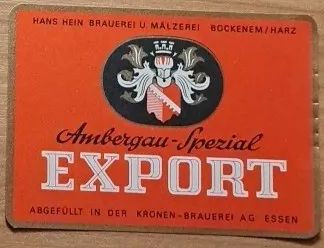 HANS HEIN BRAUEREI U. MÄLZEREI BOCKENEM/HARZ
Ambergau-Spezial
EXPORT
ABGEFÜLLT IN DER KRONEN-BRAUEREI AG ESSEN